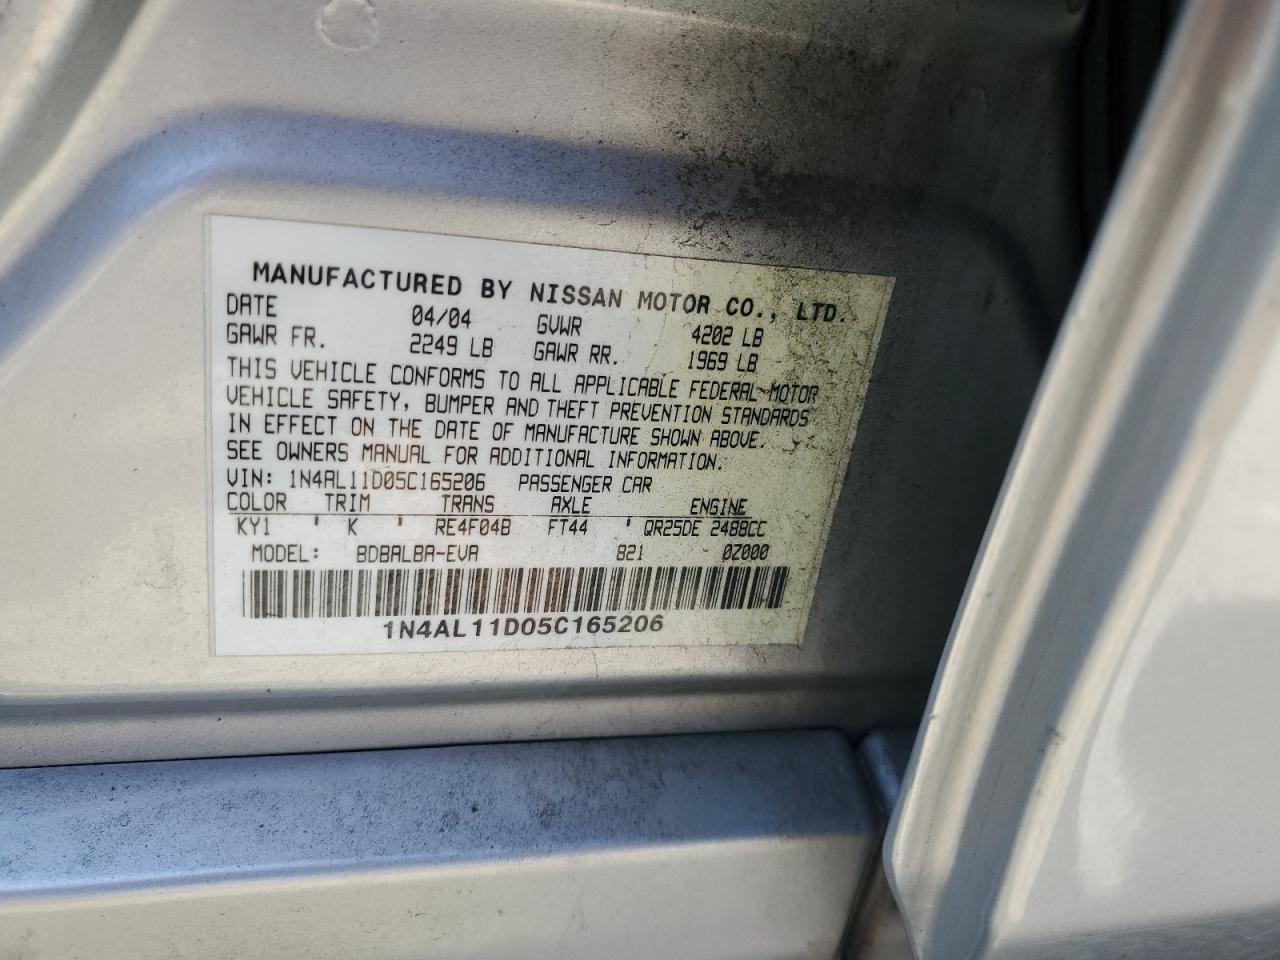 MANUFACTURED BY NISSAN MOTOR CO., LTD.
DATE 04/04 GVWR 4202 LB
GAWR FR. 2249 LB GAWR RR. 1969 LB
THIS VEHICLE CONFORMS TO ALL APPLICABLE FEDERAL MOTOR
VEHICLE SAFETY, BUMPER AND THEFT PREVENTION STANDARDS
IN EFFECT ON THE DATE OF MANUFACTURE SHOWN ABOVE.
SEE OWNERS MANUAL FOR ADDITIONAL INFORMATION.
VIN: 1N4AL11D05C165206 PASSENGER CAR
COLOR TRIM TRANS AXLE ENGINE
KY1 ' K ' RE4F04B FT44 ' QR25DE 2488CC
MODEL: BDBALBA-EVA 821 0Z000
1N4AL11D05C165206